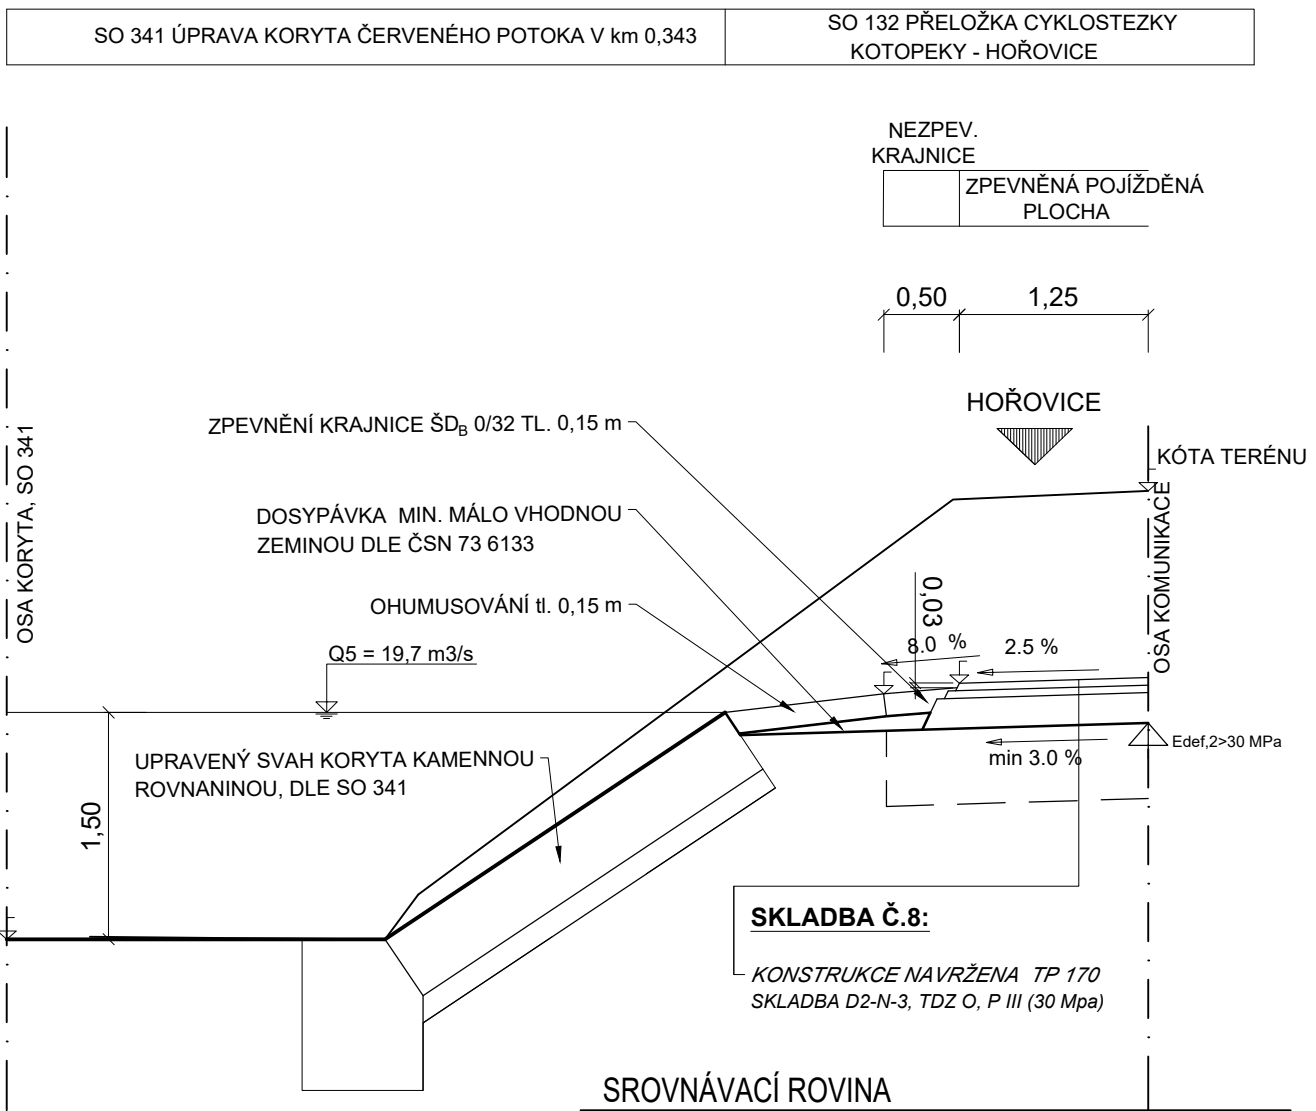 SO 341 ÚPRAVA KORYTA ČERVENÉHO POTOKA V km 0,343
SO 132 PŘELOŽKA CYKLOSTEZKY
KOTOPEKY - HOŘOVICE
NEZPEV.
KRAJNICE
ZPEVNĚNÁ POJÍŽDĚNÁ
PLOCHA
0,50
1,25
HOŘOVICE
ZPEVNĚNÍ KRAJNICE ŠDB 0/32 TL. 0,15 m
KÓTA TERÉNU
OSA KORYTA, SO 341
DOSYPÁVKA MIN. MÁLO VHODNOU
ZEMINOU DLE ČSN 73 6133
OSA KOMUNIKACE
OHUMUSOVÁNÍ tl. 0,15 m
0,03
8.0 %
2.5 %
Q5 = 19,7 m3/s
Edef,2>30 MPa
min 3.0 %
UPRAVENÝ SVAH KORYTA KAMENNOU
ROVNANINOU, DLE SO 341
1,50
SKLADBA Č.8:
KONSTRUKCE NAVRŽENA TP 170
SKLADBA D2-N-3, TDZ O, P III (30 Mpa)
SROVNÁVACÍ ROVINA